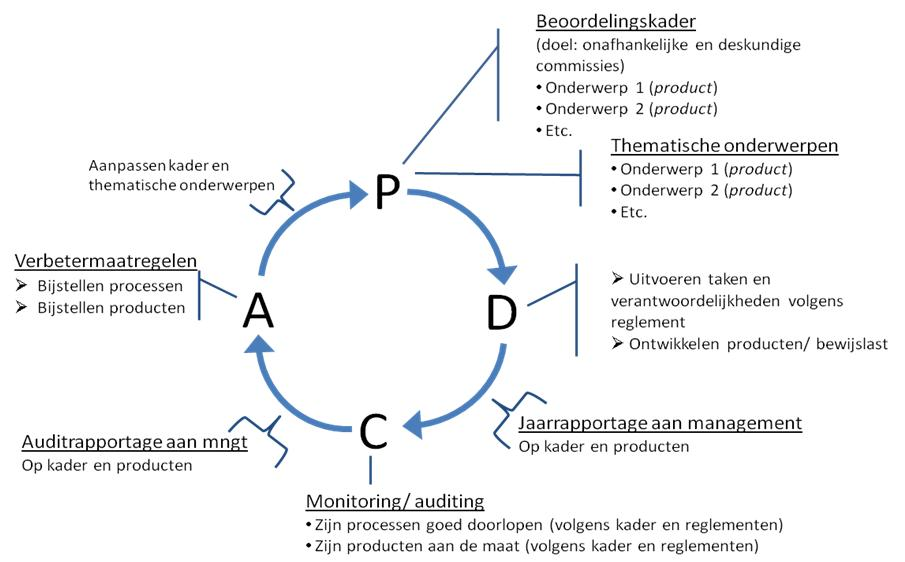 Beoordelingskader
(doel: onafhankelijke en deskundige
commissies)
• Onderwerp 1 (product)
• Onderwerp 2 (product)
• Etc.
Thematische onderwerpen
• Onderwerp 1 (product)
• Onderwerp 2 (product)
• Etc.
Aanpassen kader en
thematische onderwerpen
P
Verbetermaatregelen
➢ Bijstellen processen
➢ Bijstellen producten
A
D
➢ Uitvoeren taken en
verantwoordelijkheden volgens
reglement
➢ Ontwikkelen producten/ bewijslast
Jaarrapportage aan management
Op kader en producten
C
Auditrapportage aan mngt
Op kader en producten
Monitoring/ auditing
• Zijn processen goed doorlopen (volgens kader en reglementen)
• Zijn producten aan de maat (volgens kader en reglementen)